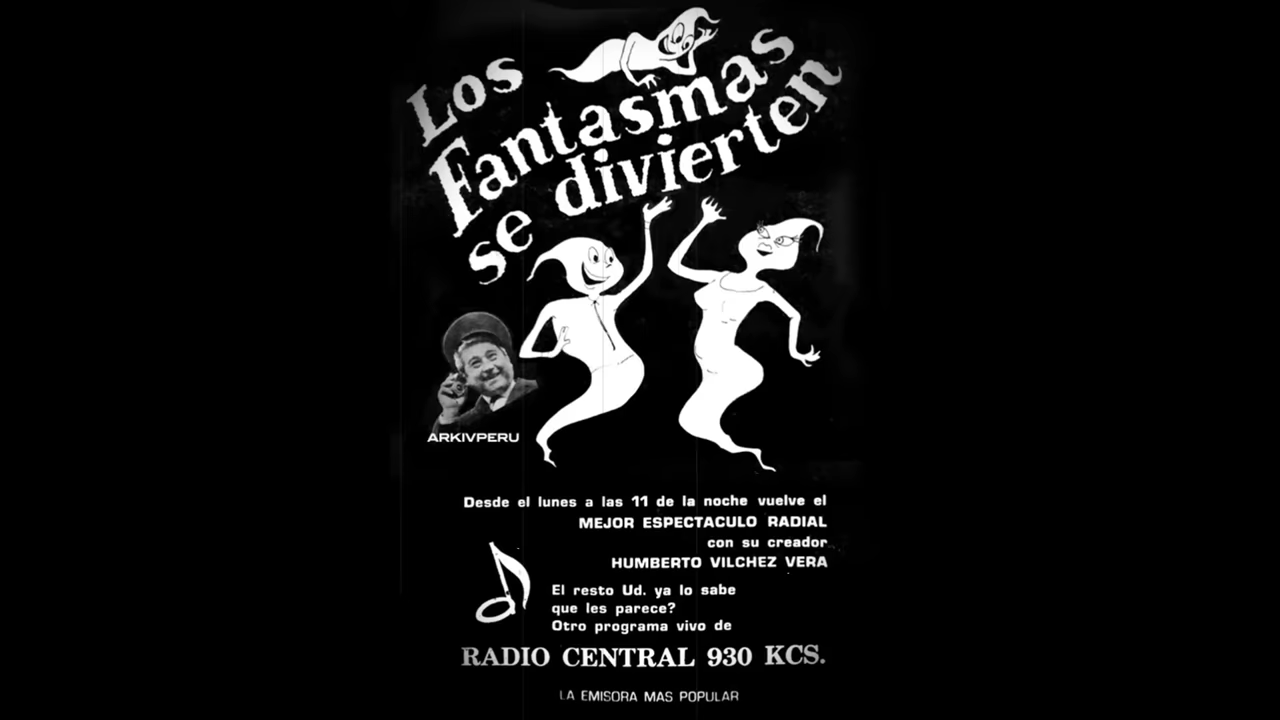 Los
Fantasmas
se divierten
ARKIVPERU
Desde el lunes a las 11 de la noche vuelve el
MEJOR ESPECTACULO RADIAL
con su creador
HUMBERTO VILCHEZ VERA
El resto Ud. ya lo sabe
que les parece?
Otro programa vivo de
RADIO CENTRAL 930 KCS.
LA EMISORA MAS POPULAR